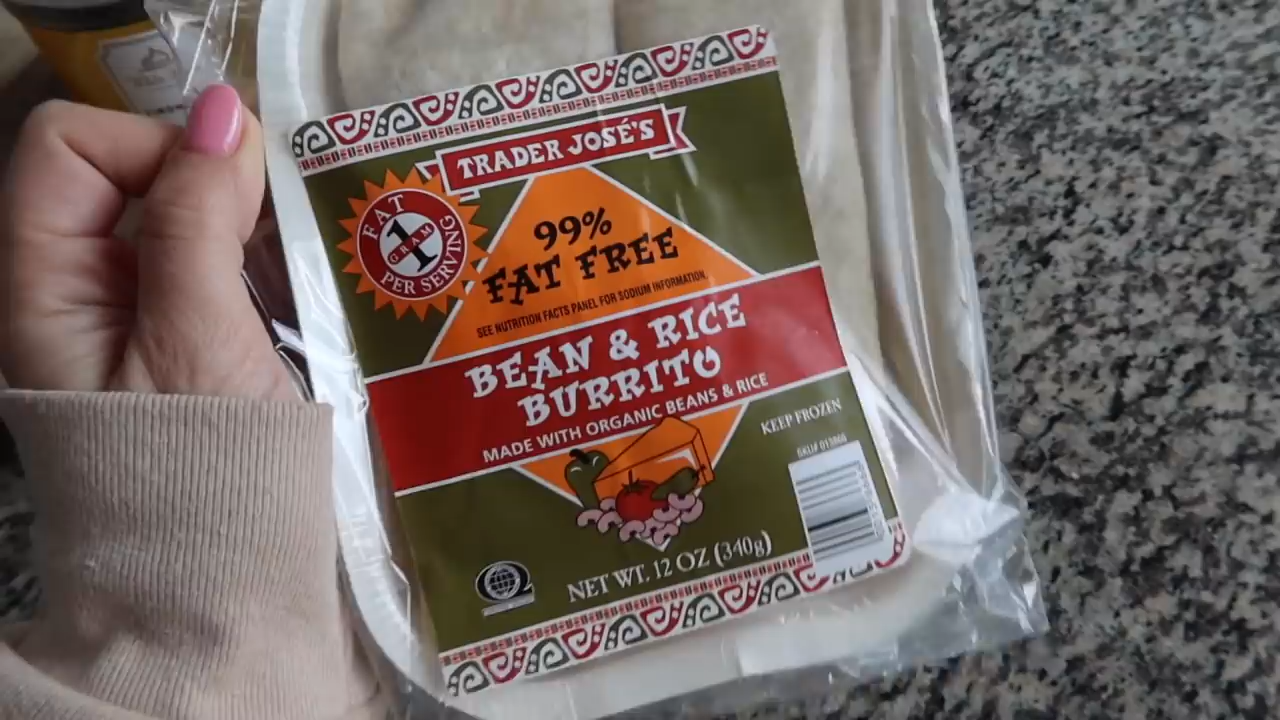 TRADER JOSÉ'S
FAT
1
GRAM
PER SERVING
99%
FAT FREE
SEE NUTRITION FACTS PANEL FOR SODIUM INFORMATION
BEAN & RICE
BURRITO
MADE WITH ORGANIC BEANS & RICE
KEEP FROZEN
NET WT. 12 OZ (340g)